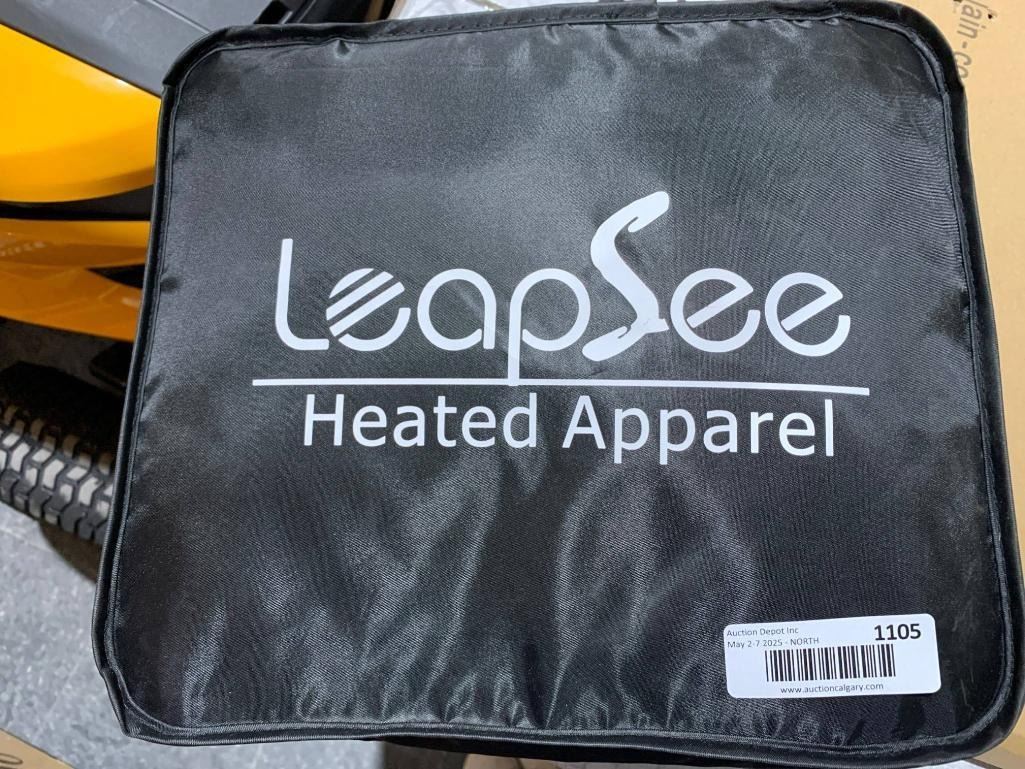 LeapSee
Heated Apparel
Auction Depot Inc
1105
May 2-7 2025 - NORTH
www.auctioncalgary.com